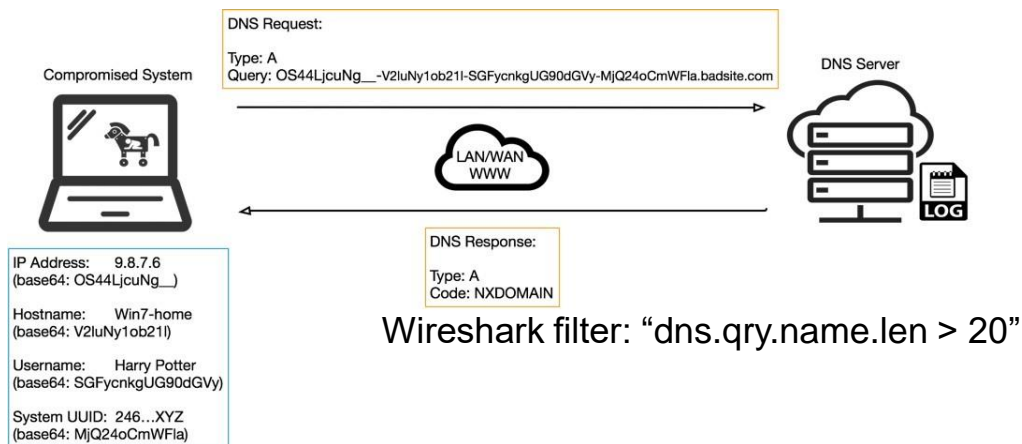 DNS Request:
Type: A
Query: OS44LjcuNg__-V2luNy1ob21l-SGFycnkgUG90dGVy-MjQ24oCmWFla.badsite.com
Compromised System
DNS Server
LAN/WAN
WWW
LOG
DNS Response:
Type: A
Code: NXDOMAIN
IP Address: 9.8.7.6
(base64: OS44LjcuNg__)
Hostname: Win7-home
(base64: V2luNy1ob21l)
Username: Harry Potter
(base64: SGFycnkgUG90dGVy)
System UUID: 246...XYZ
(base64: MjQ24oCmWFla)
Wireshark filter: “dns.qry.name.len > 20”